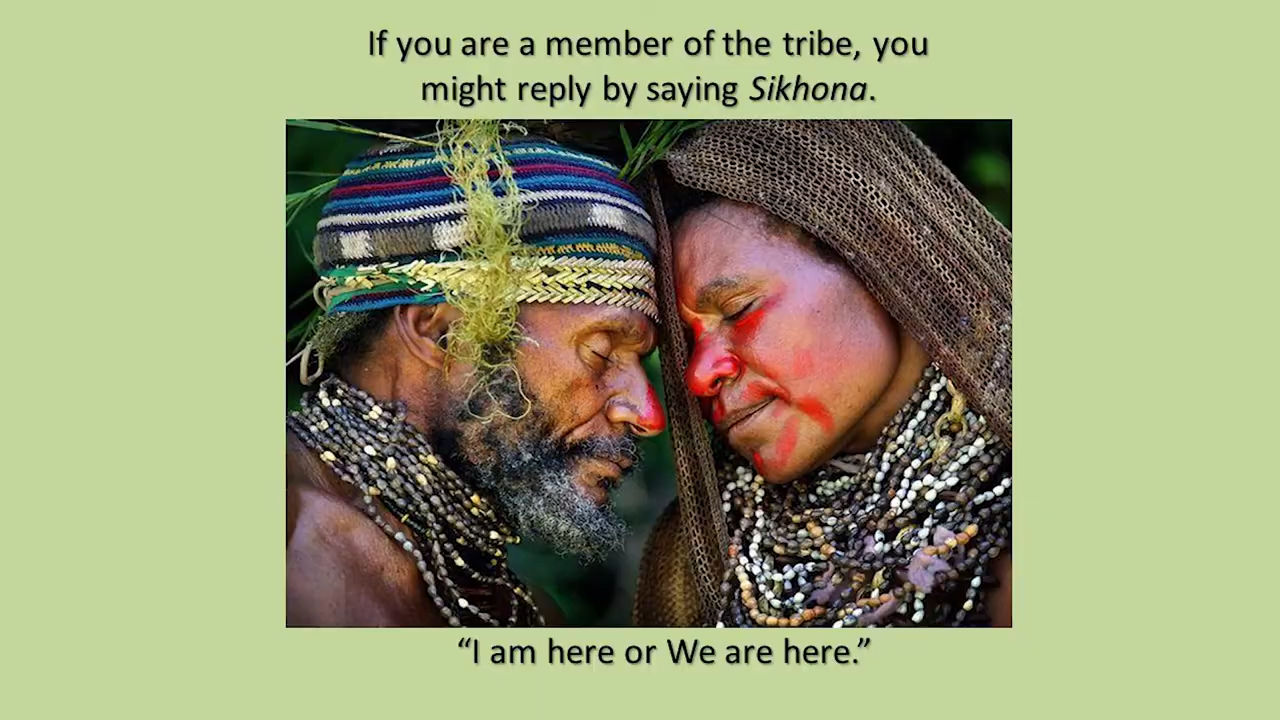 If you are a member of the tribe, you
might reply by saying Sikhona.
“I am here or We are here.”